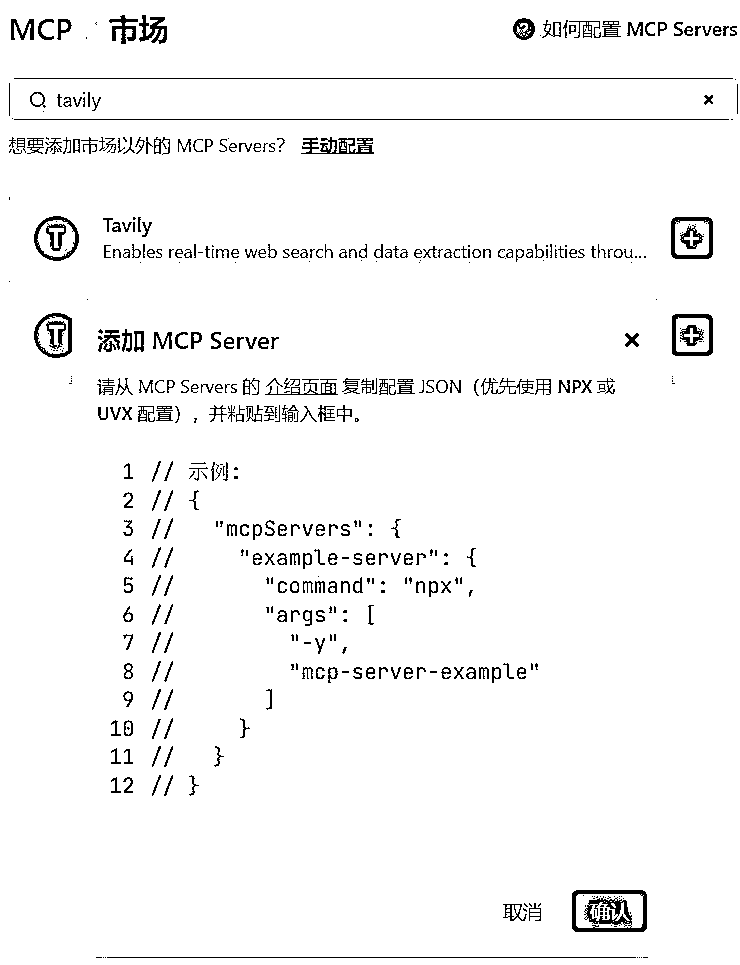 MCP 市场
如何配置 MCP Servers
tavily
想要添加市场以外的 MCP Servers? 手动配置
Tavily
Enables real-time web search and data extraction capabilities throu...
添加 MCP Server
请从 MCP Servers 的 介绍页面 复制配置 JSON（优先使用 NPX 或
UVX 配置），并粘贴到输入框中。
1 // 示例:
2 // {
3 //   "mcpServers": {
4 //     "example-server": {
5 //       "command": "npx",
6 //       "args": [
7 //         "-y",
8 //         "mcp-server-example"
9 //       ]
10 //     }
11 //   }
12 // }
取消
确认